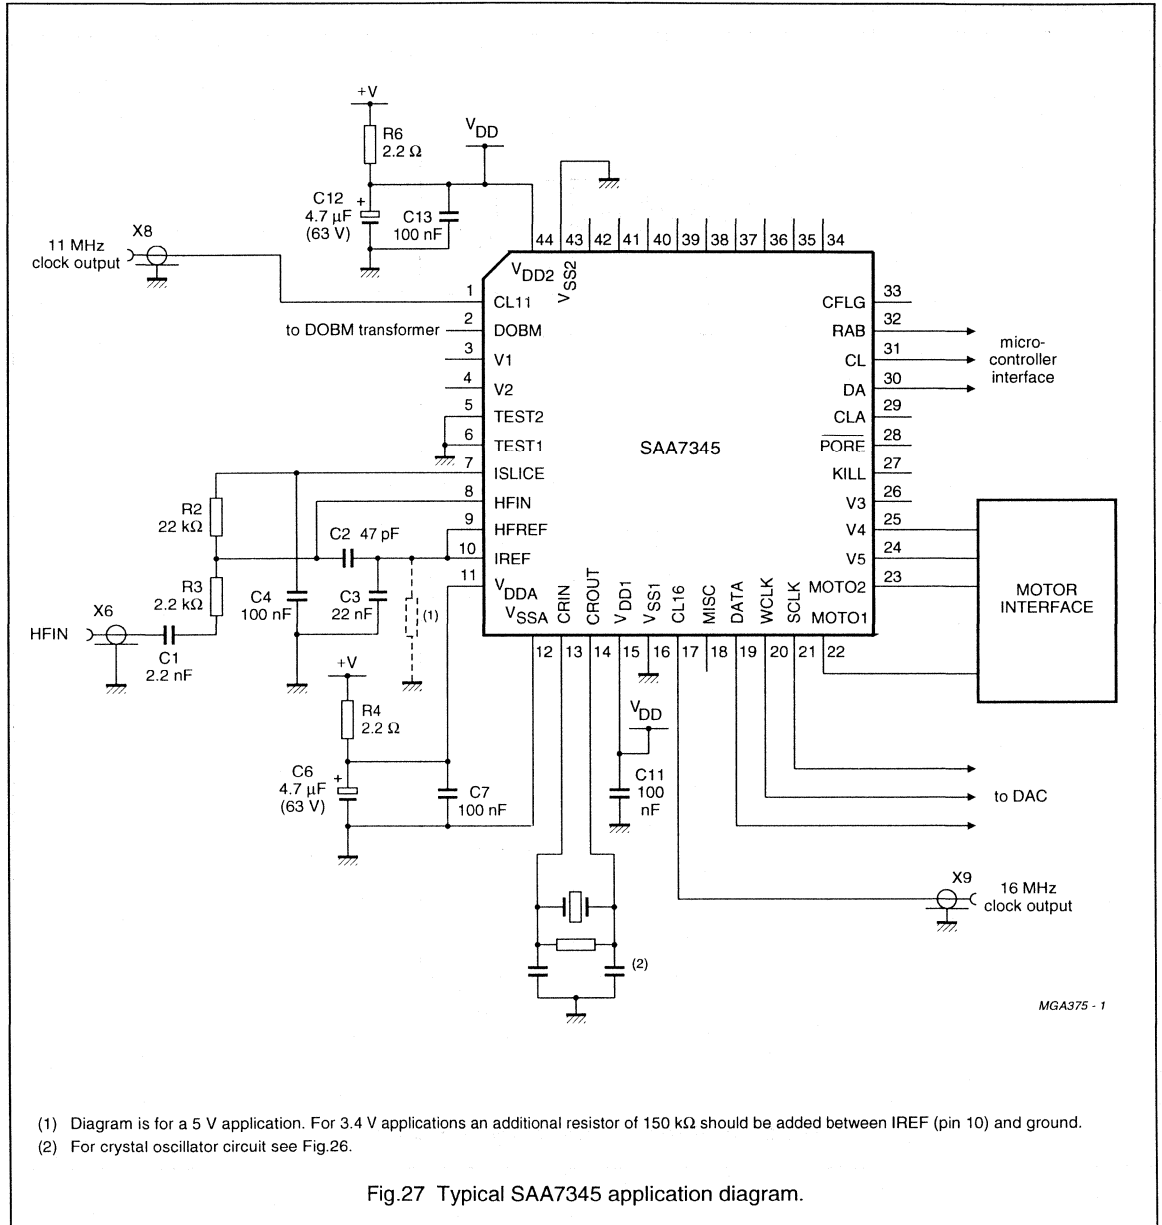 +V
R6
2.2 Ω
VDD
C12
4.7 µF
(63 V)
+
C13
100 nF
11 MHz
clock output
X8
44 43 42 41 40 39 38 37 36 35 34
VDD2
VSS2
1 CL11
to DOBM transformer
2 DOBM
3 V1
4 V2
5 TEST2
6 TEST1
7 ISLICE
8 HFIN
9 HFREF
10 IREF
11 VDDA
SAA7345
33 CFLG
32 RAB
31 CL
30 DA
29 CLA
28 PORE
27 KILL
26 V3
25 V4
24 V5
23 MOTO2
MOTO1
micro-
controller
interface
MOTOR
INTERFACE
R2
22 kΩ
C2 47 pF
R3
2.2 kΩ
C4
100 nF
C3
22 nF
(1)
X6
HFIN
C1
2.2 nF
VSSA
CRIN
CROUT
VDD1
VSS1
CL16
MISC
DATA
WCLK
SCLK
12 13 14 15 16 17 18 19 20 21 22
+V
R4
2.2 Ω
C6
4.7 µF
(63 V)
+
C7
100 nF
VDD
C11
100
nF
to DAC
X9
16 MHz
clock output
(2)
MGA375 - 1
(1) Diagram is for a 5 V application. For 3.4 V applications an additional resistor of 150 kΩ should be added between IREF (pin 10) and ground.
(2) For crystal oscillator circuit see Fig.26.
Fig.27 Typical SAA7345 application diagram.